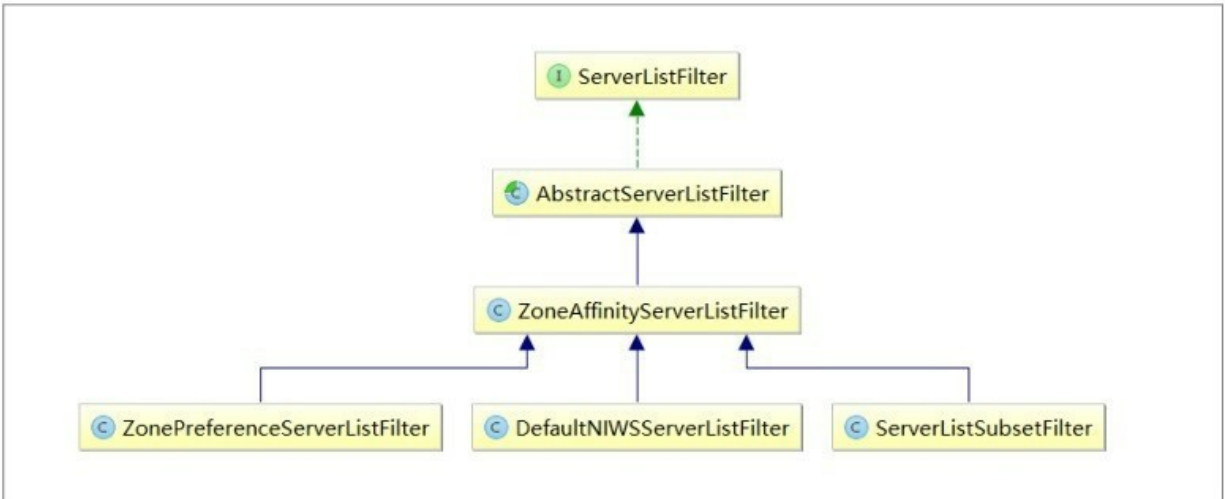 I ServerListFilter
C AbstractServerListFilter
C ZoneAffinityServerListFilter
C ZonePreferenceServerListFilter
C DefaultNIWSServerListFilter
C ServerListSubsetFilter